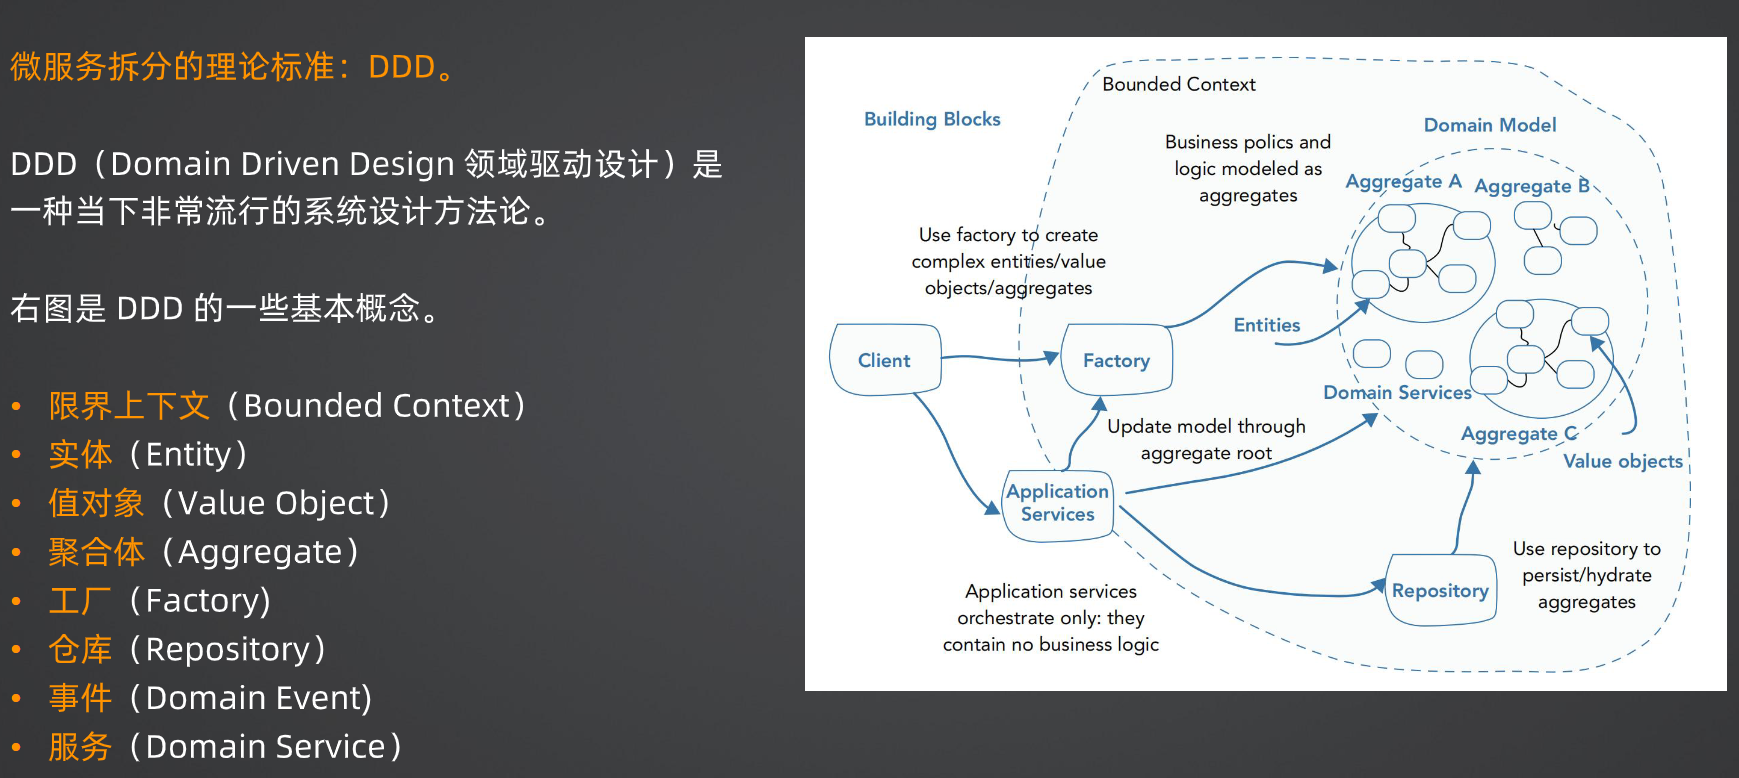 微服务拆分的理论标准：DDD。
DDD（Domain Driven Design 领域驱动设计）是
一种当下非常流行的系统设计方法论。
右图是 DDD 的一些基本概念。
• 限界上下文（Bounded Context）
• 实体（Entity）
• 值对象（Value Object）
• 聚合体（Aggregate）
• 工厂（Factory)
• 仓库（Repository）
• 事件（Domain Event)
• 服务（Domain Service）
Bounded Context
Building Blocks
Domain Model
Business polics and
logic modeled as
aggregates
Aggregate A
Aggregate B
Use factory to create
complex entities/value
objects/aggregates
Entities
Client
Factory
Domain Services
Update model through
aggregate root
Aggregate C
Value objects
Application
Services
Use repository to
persist/hydrate
aggregates
Repository
Application services
orchestrate only: they
contain no business logic